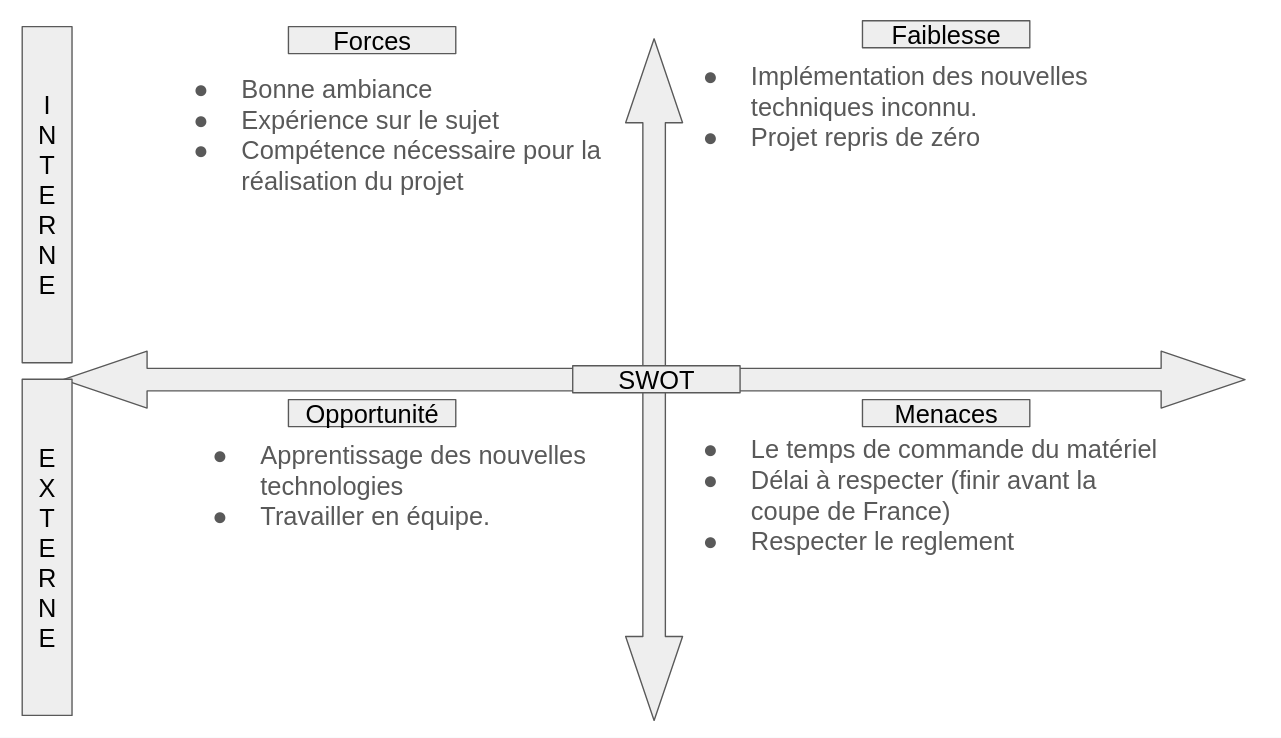 INTERNE
Forces
Bonne ambiance
Expérience sur le sujet
Compétence nécessaire pour la
réalisation du projet
Faiblesse
Implémentation des nouvelles
techniques inconnu.
Projet repris de zéro
SWOT
EXTERNE
Opportunité
Apprentissage des nouvelles
technologies
Travailler en équipe.
Menaces
Le temps de commande du matériel
Délai à respecter (finir avant la
coupe de France)
Respecter le reglement